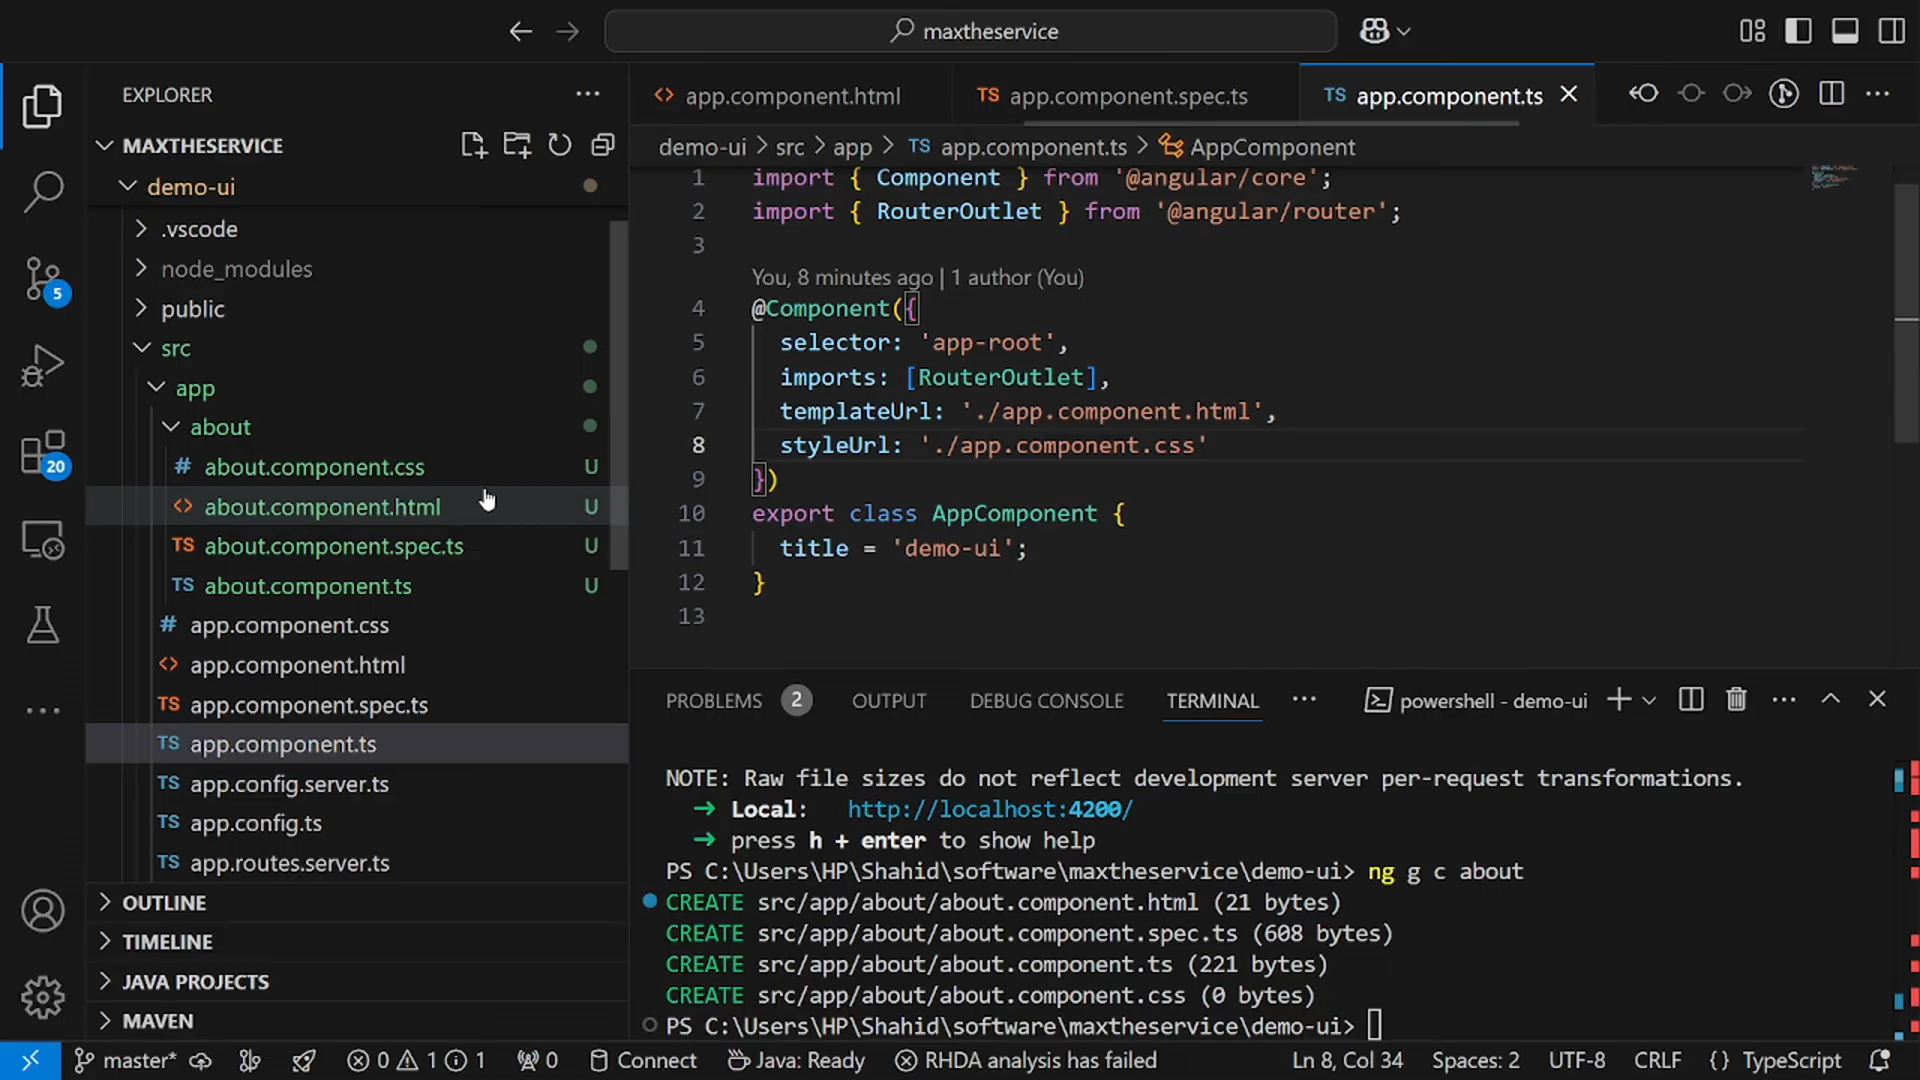 maxtheservice
EXPLORER
MAXTHESERVICE
demo-ui
.vscode
node_modules
public
src
app
about
# about.component.css U
<> about.component.html U
TS about.component.spec.ts U
TS about.component.ts U
# app.component.css
<> app.component.html
TS app.component.spec.ts
TS app.component.ts
TS app.config.server.ts
TS app.config.ts
TS app.routes.server.ts
OUTLINE
TIMELINE
JAVA PROJECTS
MAVEN
5
20
<> app.component.html
TS app.component.spec.ts
TS app.component.ts
demo-ui > src > app > TS app.component.ts > AppComponent
1 import { Component } from '@angular/core';
2 import { RouterOutlet } from '@angular/router';
3
You, 8 minutes ago | 1 author (You)
4 @Component({
5 selector: 'app-root',
6 imports: [RouterOutlet],
7 templateUrl: './app.component.html',
8 styleUrl: './app.component.css'
9 })
10 export class AppComponent {
11 title = 'demo-ui';
12 }
13
PROBLEMS 2 OUTPUT DEBUG CONSOLE TERMINAL ··· powershell - demo-ui
NOTE: Raw file sizes do not reflect development server per-request transformations.
➜ Local: http://localhost:4200/
➜ press h + enter to show help
PS C:\Users\HP\Shahid\software\maxtheservice\demo-ui> ng g c about
CREATE src/app/about/about.component.html (21 bytes)
CREATE src/app/about/about.component.spec.ts (608 bytes)
CREATE src/app/about/about.component.ts (221 bytes)
CREATE src/app/about/about.component.css (0 bytes)
PS C:\Users\HP\Shahid\software\maxtheservice\demo-ui>
master* 0 1 1 0 Connect Java: Ready RHDA analysis has failed Ln 8, Col 34 Spaces: 2 UTF-8 CRLF {} TypeScript